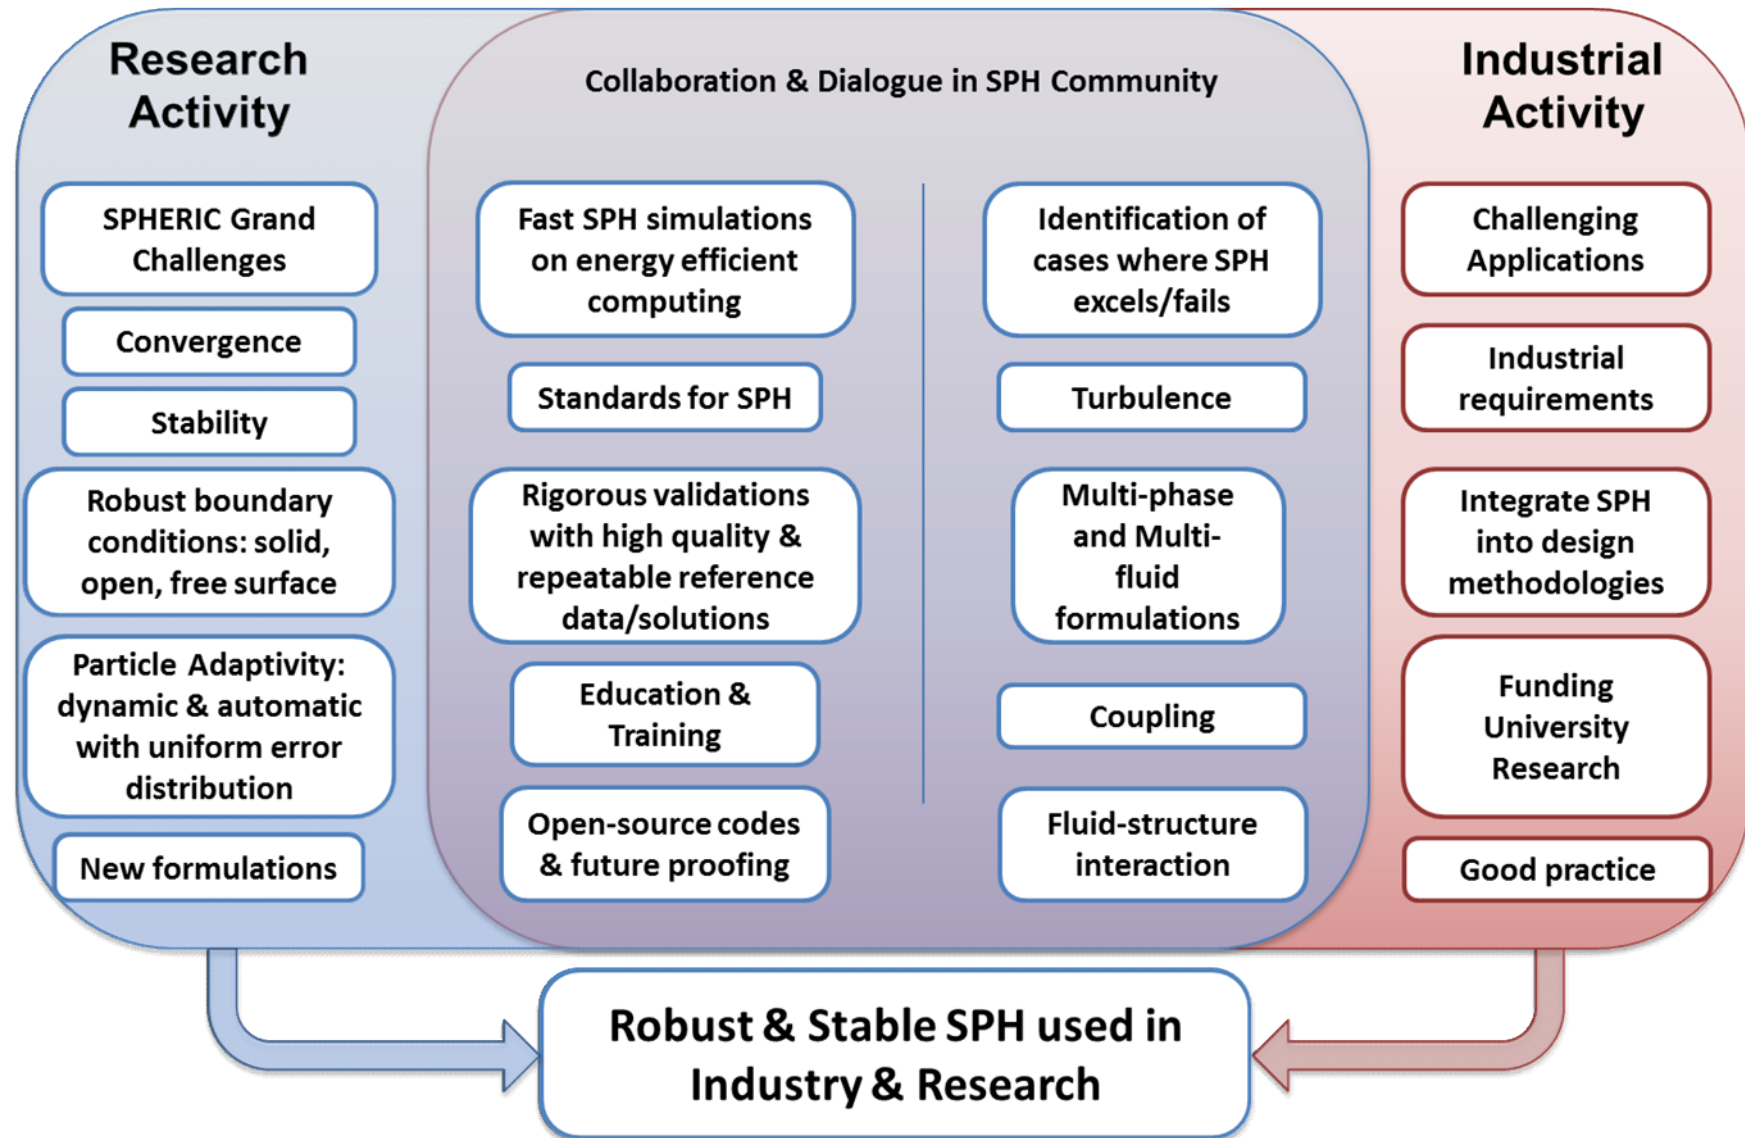 Research
Activity
SPHERIC Grand
Challenges
Convergence
Stability
Robust boundary
conditions: solid,
open, free surface
Particle Adaptivity:
dynamic & automatic
with uniform error
distribution
New formulations
Collaboration & Dialogue in SPH Community
Fast SPH simulations
on energy efficient
computing
Standards for SPH
Rigorous validations
with high quality &
repeatable reference
data/solutions
Education &
Training
Open-source codes
& future proofing
Identification of
cases where SPH
excels/fails
Turbulence
Multi-phase
and Multi-
fluid
formulations
Coupling
Fluid-structure
interaction
Industrial
Activity
Challenging
Applications
Industrial
requirements
Integrate SPH
into design
methodologies
Funding
University
Research
Good practice
Robust & Stable SPH used in
Industry & Research